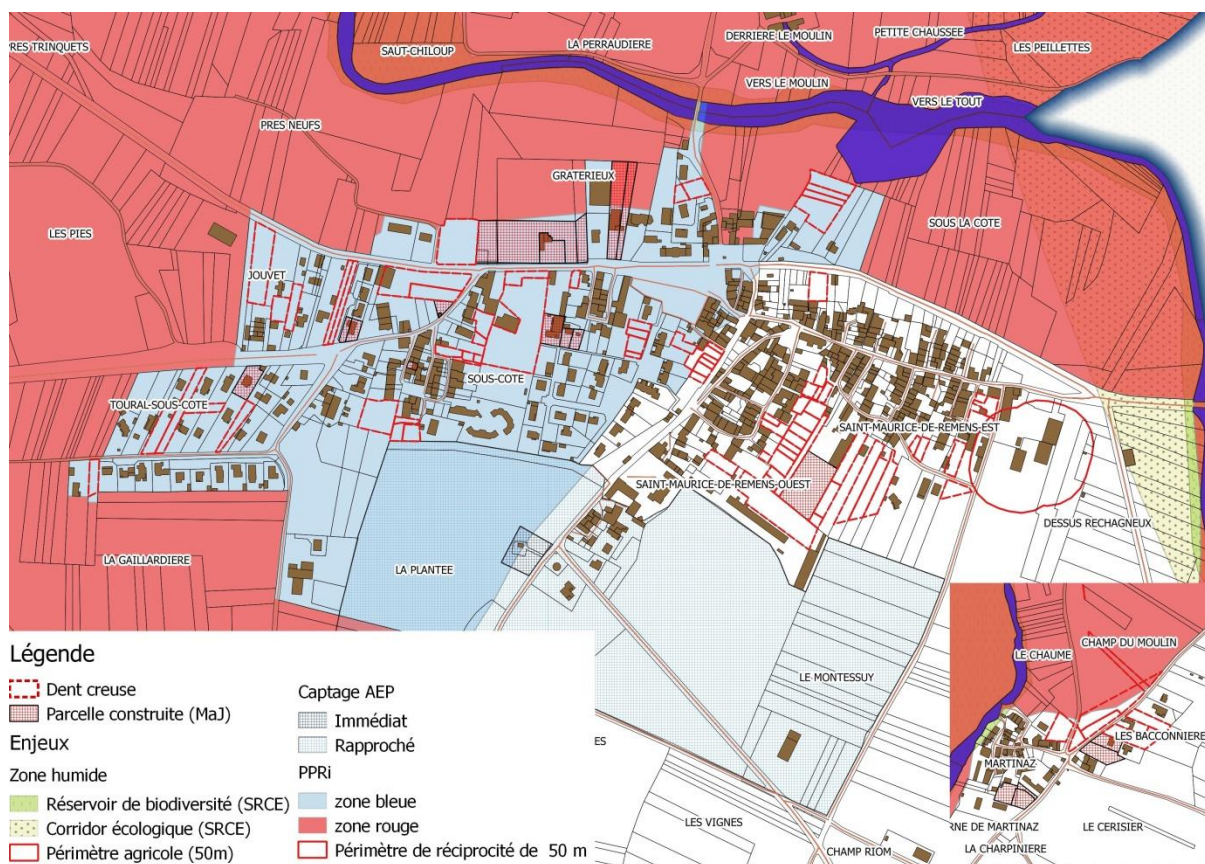 DERRIERE LE MOULIN
PETITE CHAUSSEE
PRES TRINQUETS
SAUT-CHILOUP
LA PERRAUDIERE
LES PEILLETTES
VERS LE MOULIN
VERS LE TOUT
PRES NEUFS
GRATERIEUX
LES PIES
SOUS LA COTE
JOUVET
SOUS-COTE
TOURAL-SOUS-COTE
SAINT-MAURICE-DE-REMENS-EST
SAINT-MAURICE-DE-REMENS-OUEST
DESSUS RECHAGNEUX
LA GAILLARDIERE
LA PLANTEE
LE MONTESSUY
ES
LES VIGNES
CHAMP RIOM
CHAMP DU MOULIN
LE CHAUME
LES BACCONNIERE
MARTINAZ
RNE DE MARTINAZ
LE CERISIER
LA CHARPINIERE
Légende
Dent creuse
Parcelle construite (MaJ)
Enjeux
Zone humide
Réservoir de biodiversité (SRCE)
Corridor écologique (SRCE)
Périmètre agricole (50m)
Captage AEP
Immédiat
Rapproché
PPRi
zone bleue
zone rouge
Périmètre de réciprocité de 50 m